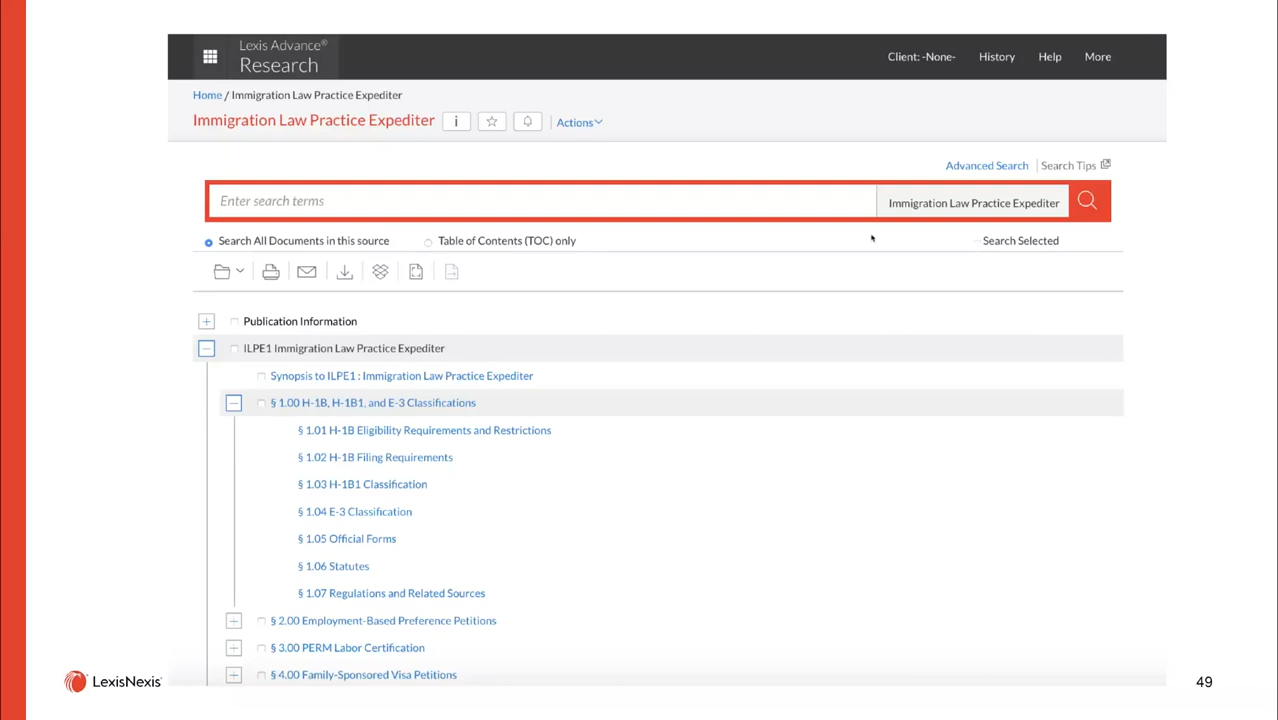 Lexis Advance®
Research
Client: -None- History Help More
Home / Immigration Law Practice Expediter
Immigration Law Practice Expediter i Actions
Advanced Search Search Tips
Enter search terms Immigration Law Practice Expediter
Search All Documents in this source Table of Contents (TOC) only Search Selected
Publication Information
ILPE1 Immigration Law Practice Expediter
Synopsis to ILPE1 : Immigration Law Practice Expediter
§ 1.00 H-1B, H-1B1, and E-3 Classifications
§ 1.01 H-1B Eligibility Requirements and Restrictions
§ 1.02 H-1B Filing Requirements
§ 1.03 H-1B1 Classification
§ 1.04 E-3 Classification
§ 1.05 Official Forms
§ 1.06 Statutes
§ 1.07 Regulations and Related Sources
§ 2.00 Employment-Based Preference Petitions
§ 3.00 PERM Labor Certification
§ 4.00 Family-Sponsored Visa Petitions
LexisNexis 49